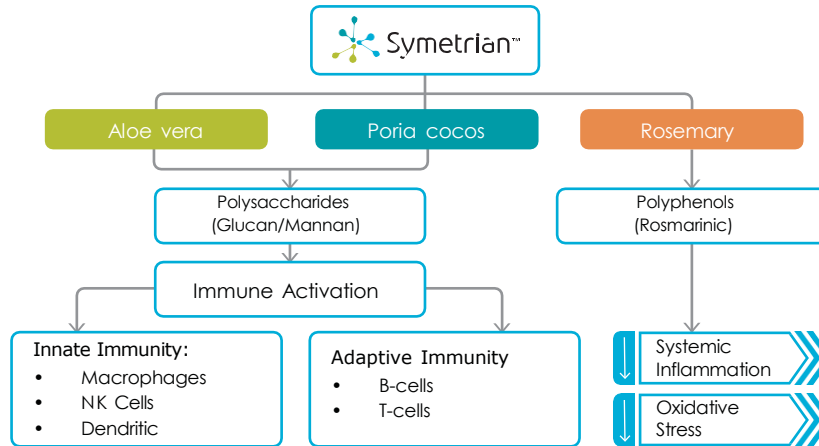 Symetrian™
Aloe vera
Poria cocos
Rosemary
Polysaccharides
(Glucan/Mannan)
Polyphenols
(Rosmarinic)
Immune Activation
Innate Immunity:
• Macrophages
• NK Cells
• Dendritic
Adaptive Immunity
• B-cells
• T-cells
Systemic
Inflammation
Oxidative
Stress